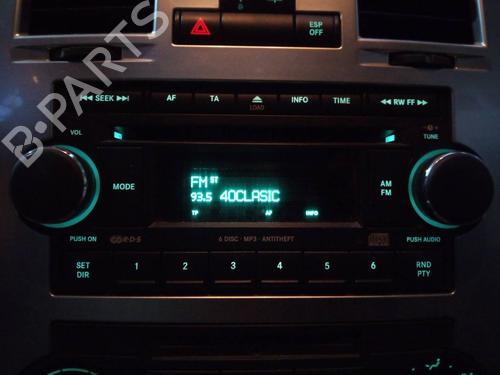 ESP
OFF
SEEK AF TA LOAD INFO TIME RW FF
VOL TUNE
MODE
FM ST
93.5 40CLASIC
TP AF INFO
AM
FM
PUSH ON R·D·S 6 DISC · MP3 · ANTITHEFT PUSH AUDIO
SET
DIR
1 2 3 4 5 6
RND
PTY
B-PARTS